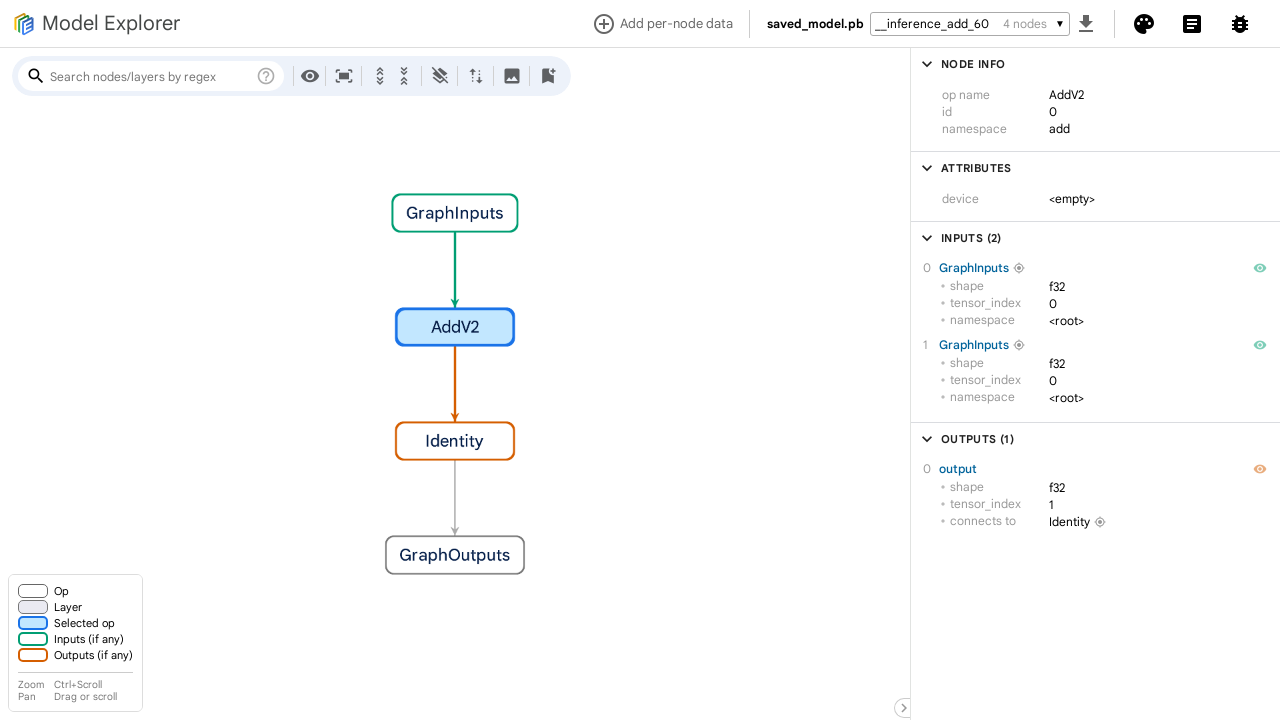 Model Explorer
Add per-node data
saved_model.pb
__inference_add_60 4 nodes
Search nodes/layers by regex
GraphInputs
AddV2
Identity
GraphOutputs
Op
Layer
Selected op
Inputs (if any)
Outputs (if any)
Zoom Ctrl+Scroll
Pan Drag or scroll
NODE INFO
op name AddV2
id 0
namespace add
ATTRIBUTES
device <empty>
INPUTS (2)
0 GraphInputs
• shape f32
• tensor_index 0
• namespace <root>
1 GraphInputs
• shape f32
• tensor_index 0
• namespace <root>
OUTPUTS (1)
0 output
• shape f32
• tensor_index 1
• connects to Identity